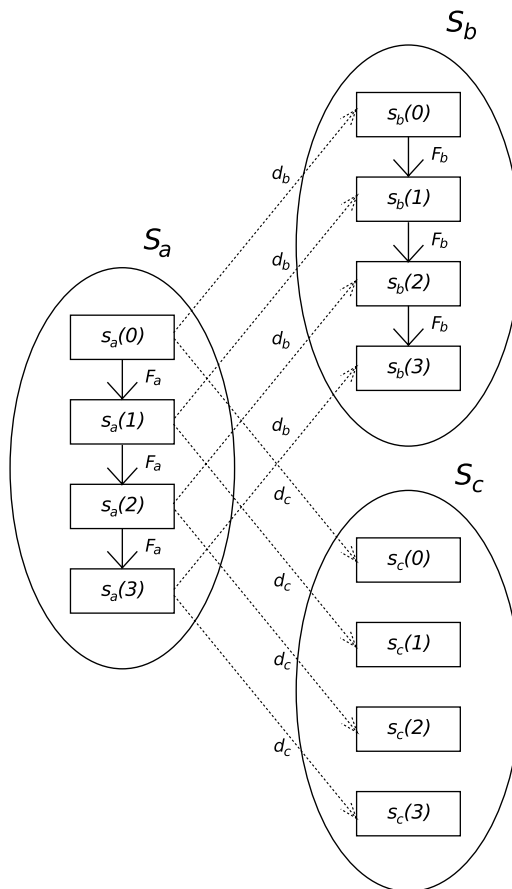 S_b
s_b(0)
F_b
s_b(1)
F_b
s_b(2)
F_b
s_b(3)
d_b
d_b
d_b
d_b
S_a
s_a(0)
F_a
s_a(1)
F_a
s_a(2)
F_a
s_a(3)
d_c
d_c
d_c
d_c
S_c
s_c(0)
s_c(1)
s_c(2)
s_c(3)